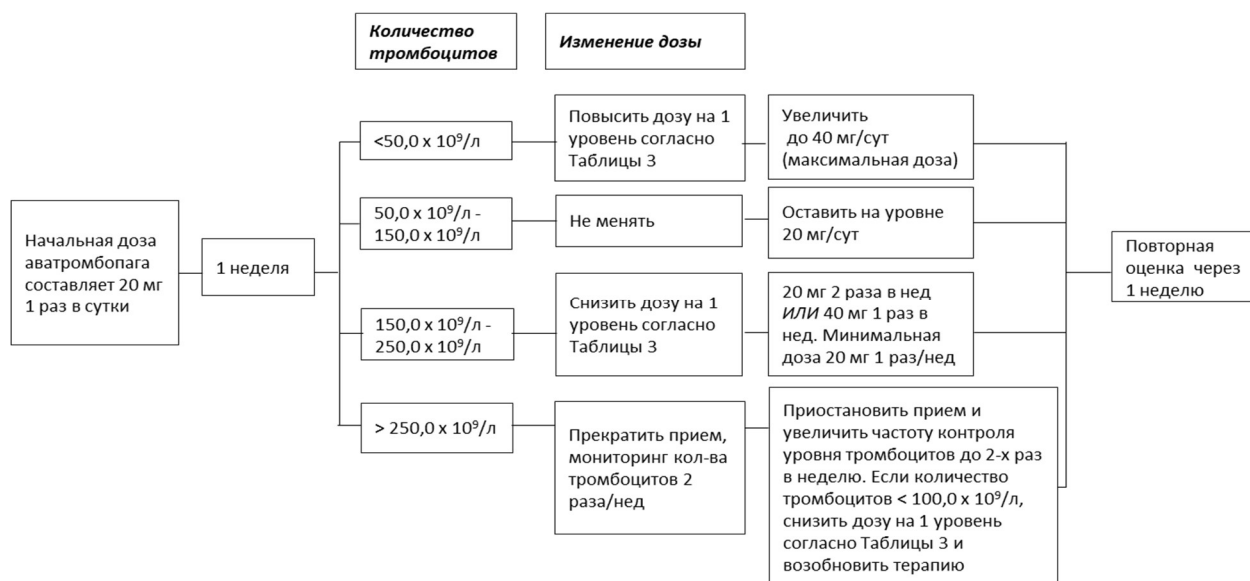 Количество
тромбоцитов
Изменение дозы
Начальная доза
аватромбопага
составляет 20 мг
1 раз в сутки
1 неделя
<50,0 x 10⁹/л
Повысить дозу на 1
уровень согласно
Таблицы 3
Увеличить
до 40 мг/сут
(максимальная доза)
50,0 x 10⁹/л -
150,0 x 10⁹/л
Не менять
Оставить на уровне
20 мг/сут
150,0 x 10⁹/л -
250,0 x 10⁹/л
Снизить дозу на 1
уровень согласно
Таблицы 3
20 мг 2 раза в нед
ИЛИ 40 мг 1 раз в
нед. Минимальная
доза 20 мг 1 раз/нед
> 250,0 x 10⁹/л
Прекратить прием,
мониторинг кол-ва
тромбоцитов 2
раза/нед
Приостановить прием и
увеличить частоту контроля
уровня тромбоцитов до 2-х раз
в неделю. Если количество
тромбоцитов < 100,0 x 10⁹/л,
снизить дозу на 1 уровень
согласно Таблицы 3 и
возобновить терапию
Повторная
оценка через
1 неделю